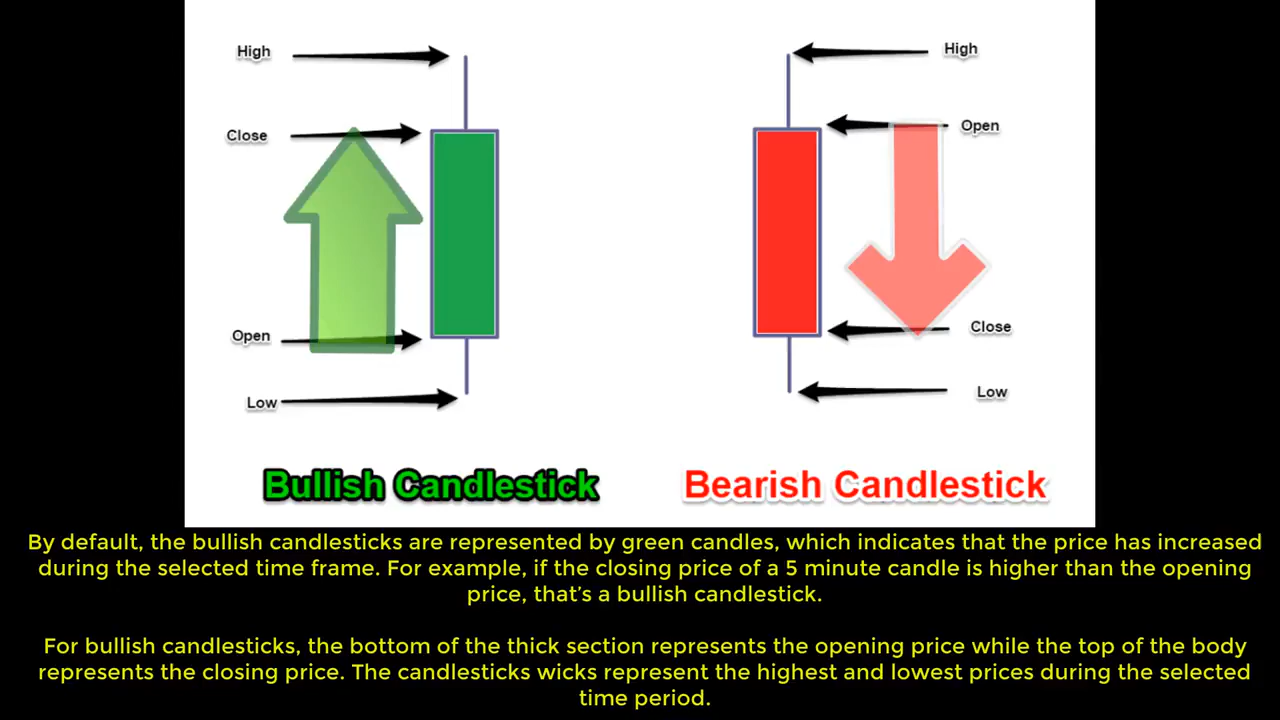 High
High
Close
Open
Open
Close
Low
Low
Bullish Candlestick
Bearish Candlestick
By default, the bullish candlesticks are represented by green candles, which indicates that the price has increased
during the selected time frame. For example, if the closing price of a 5 minute candle is higher than the opening
price, that's a bullish candlestick.
For bullish candlesticks, the bottom of the thick section represents the opening price while the top of the body
represents the closing price. The candlesticks wicks represent the highest and lowest prices during the selected
time period.